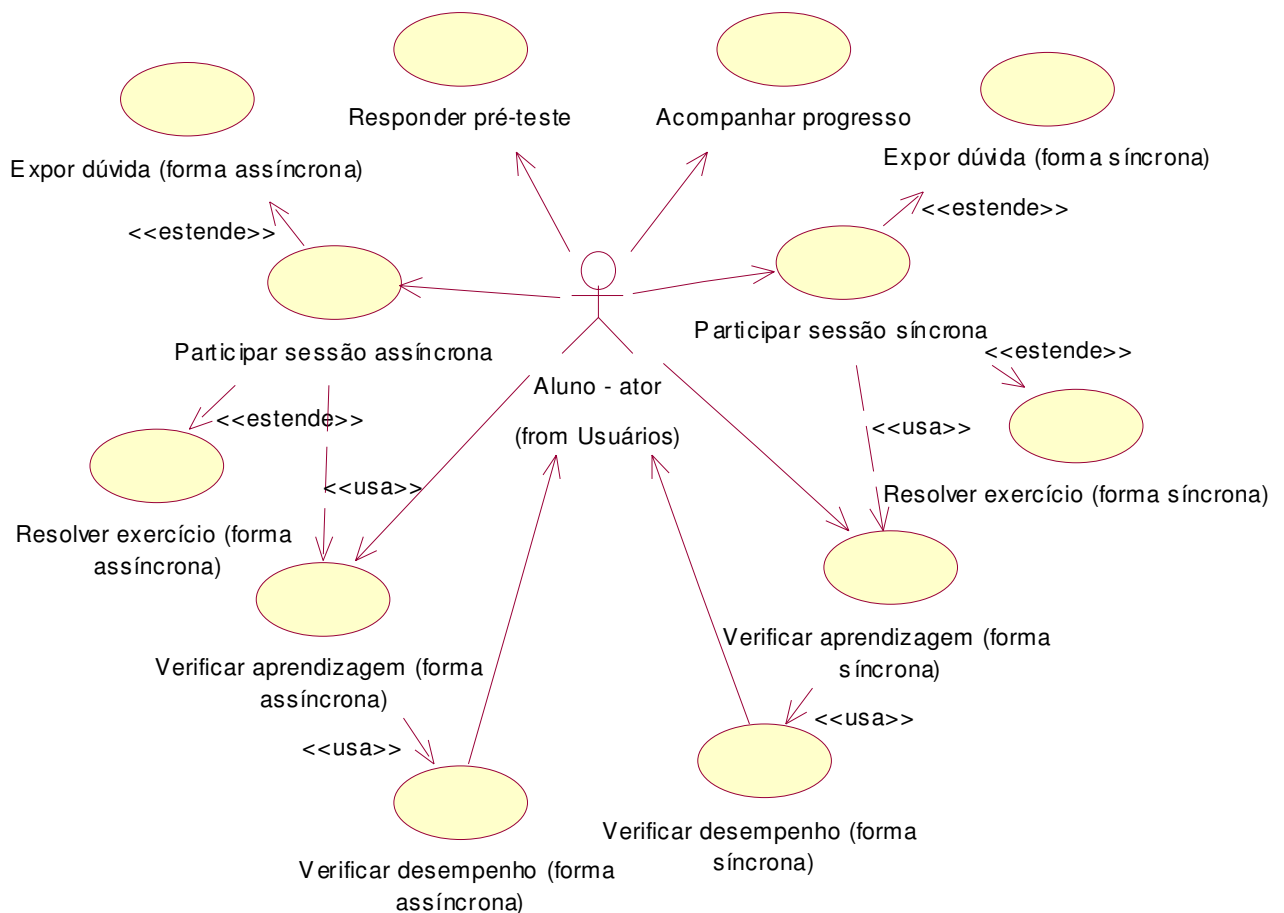 Responder pré-teste
Acompanhar progresso
Expor dúvida (forma assíncrona)
Expor dúvida (forma síncrona)
<<estende>>
<<estende>>
Participar sessão assíncrona
Participar sessão síncrona
<<estende>>
Aluno - ator
(from Usuários)
<<estende>>
<<usa>>
<<usa>>
Resolver exercício (forma
assíncrona)
Resolver exercício (forma síncrona)
Verificar aprendizagem (forma
assíncrona)
Verificar aprendizagem (forma
síncrona)
<<usa>>
<<usa>>
Verificar desempenho (forma
assíncrona)
Verificar desempenho (forma
síncrona)